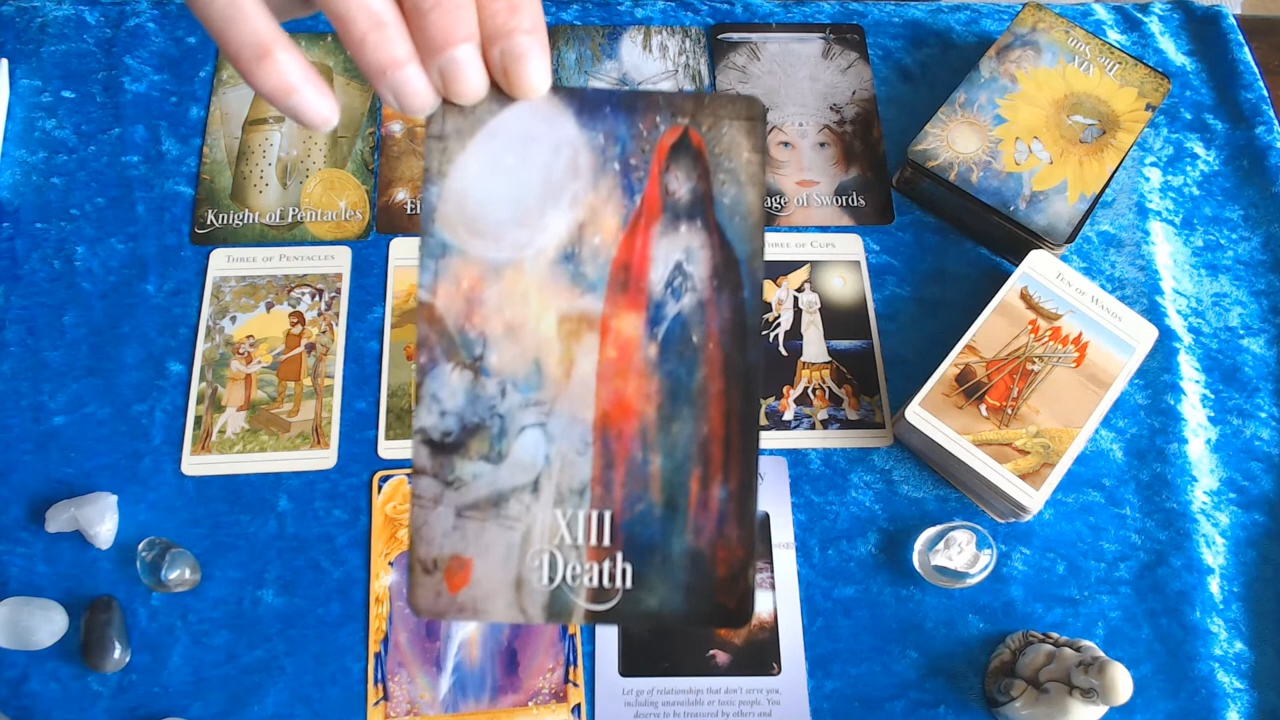 XIX
The Sun
Knight of Pentacles
Ei
age of Swords
Three of Pentacles
Three of Cups
Ten of Wands
XIII
Death
y
Let go of relationships that don't serve you,
including unavailable or toxic people. You
deserve to be treasured by others and